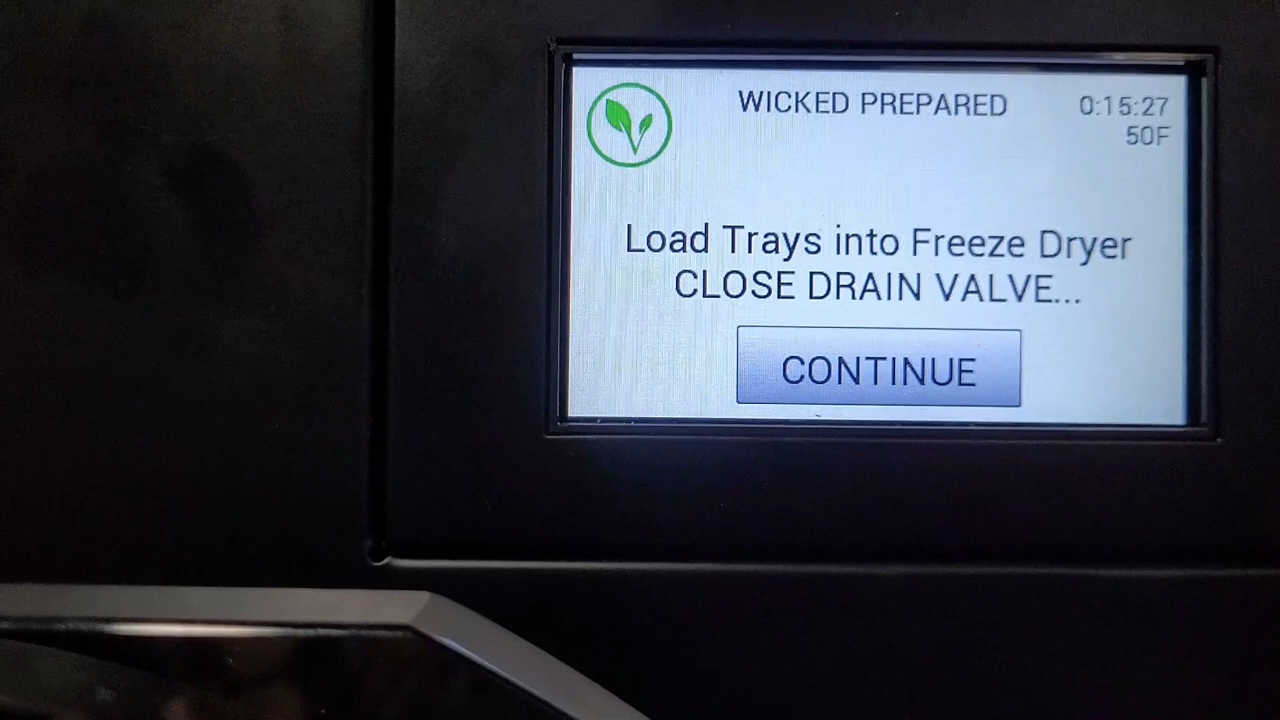 WICKED PREPARED
0:15:27
50F
Load Trays into Freeze Dryer
CLOSE DRAIN VALVE...
CONTINUE